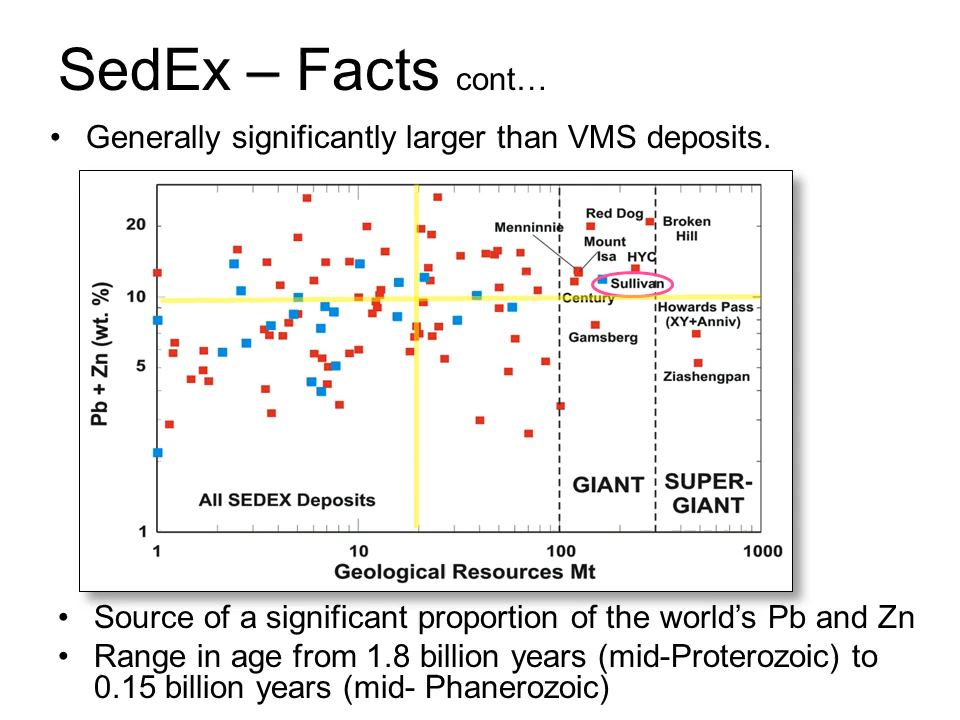 SedEx – Facts cont…
• Generally significantly larger than VMS deposits.
20
10
5
1
Pb + Zn (wt. %)
Red Dog
Broken
Hill
Menninnie
Mount
Isa
HYC
Sullivan
Century
Howards Pass
(XY+Anniv)
Gamsberg
Ziashengpan
All SEDEX Deposits
GIANT
SUPER-
GIANT
1 10 100 1000
Geological Resources Mt
• Source of a significant proportion of the world’s Pb and Zn
• Range in age from 1.8 billion years (mid-Proterozoic) to
0.15 billion years (mid- Phanerozoic)